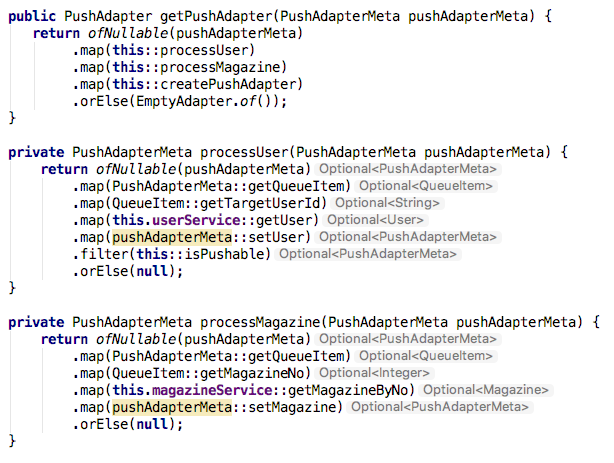 public PushAdapter getPushAdapter(PushAdapterMeta pushAdapterMeta) {
return ofNullable(pushAdapterMeta)
.map(this::processUser)
.map(this::processMagazine)
.map(this::createPushAdapter)
.orElse(EmptyAdapter.of());
}
private PushAdapterMeta processUser(PushAdapterMeta pushAdapterMeta) {
return ofNullable(pushAdapterMeta) Optional<PushAdapterMeta>
.map(PushAdapterMeta::getQueueItem) Optional<QueueItem>
.map(QueueItem::getTargetUserId) Optional<String>
.map(this.userService::getUser) Optional<User>
.map(pushAdapterMeta::setUser) Optional<PushAdapterMeta>
.filter(this::isPushable) Optional<PushAdapterMeta>
.orElse(null);
}
private PushAdapterMeta processMagazine(PushAdapterMeta pushAdapterMeta) {
return ofNullable(pushAdapterMeta) Optional<PushAdapterMeta>
.map(PushAdapterMeta::getQueueItem) Optional<QueueItem>
.map(QueueItem::getMagazineNo) Optional<Integer>
.map(this.magazineService::getMagazineByNo) Optional<Magazine>
.map(pushAdapterMeta::setMagazine) Optional<PushAdapterMeta>
.orElse(null);
}